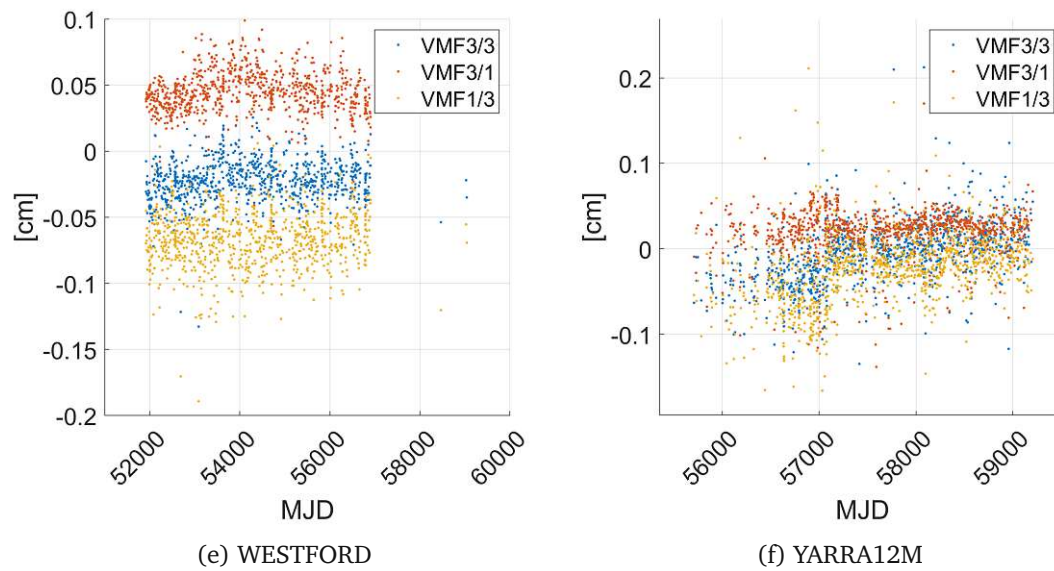 0.1
0.05
0
-0.05
-0.1
-0.15
-0.2
[cm]
VMF3/3
VMF3/1
VMF1/3
52000 54000 56000 58000 60000
MJD
(e) WESTFORD
0.2
0.1
0
-0.1
[cm]
VMF3/3
VMF3/1
VMF1/3
56000 57000 58000 59000
MJD
(f) YARRA12M